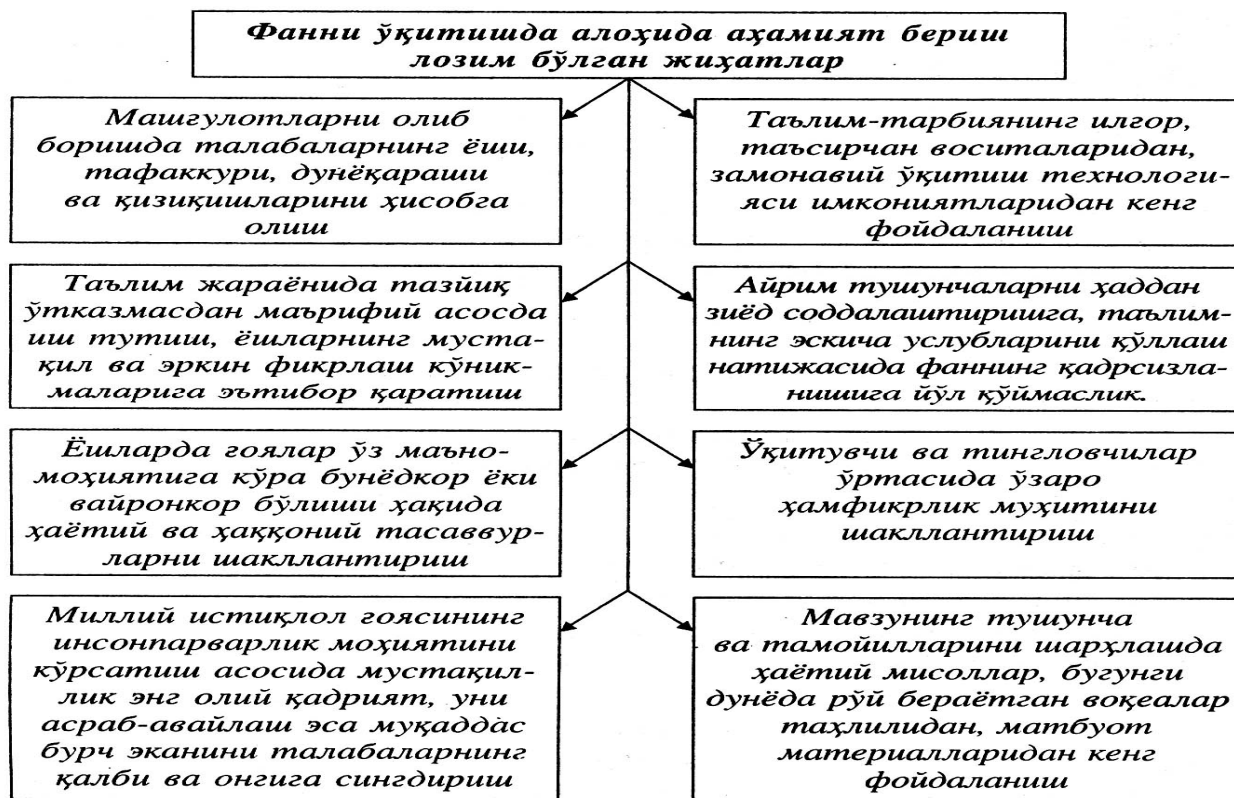 Фанни ўқитишда алоҳида аҳамият бериш
лозим бўлган жиҳатлар
Машғулотларни олиб
боришда талабаларнинг ёши,
тафаккури, дунёқараши
ва қизиқишларини ҳисобга
олиш
Таълим-тарбиянинг илғор,
таъсирчан воситаларидан,
замонавий ўқитиш технологи-
яси имкониятларидан кенг
фойдаланиш
Таълим жараёнида тазйиқ
ўтказмасдан маърифий асосда
иш тутиш, ёшларнинг муста-
қил ва эркин фикрлаш кўник-
маларига эътибор қаратиш
Айрим тушунчаларни ҳаддан
зиёд соддалаштиришга, таълим-
нинг эскича услубларини қўллаш
натижасида фаннинг қадрсизла-
нишига йўл қўймаслик.
Ёшларда ғоялар ўз маъно-
моҳиятига кўра бунёдкор ёки
вайронкор бўлиши ҳақида
ҳаётий ва ҳаққоний тасаввур-
ларни шакллантириш
Ўқитувчи ва тингловчилар
ўртасида ўзаро
ҳамфикрлик муҳитини
шакллантириш
Миллий истиқлол ғоясининг
инсонпарварлик моҳиятини
кўрсатиш асосида мустақил-
лик энг олий қадрият, уни
асраб-авайлаш эса муқаддас
бурч эканини талабаларнинг
қалби ва онгига сингдириш
Мавзунинг тушунча
ва тамойилларини шарҳлашда
ҳаётий мисоллар, бугунги
дунёда рўй бераётган воқеалар
таҳлилидан, матбуот
материалларидан кенг
фойдаланиш